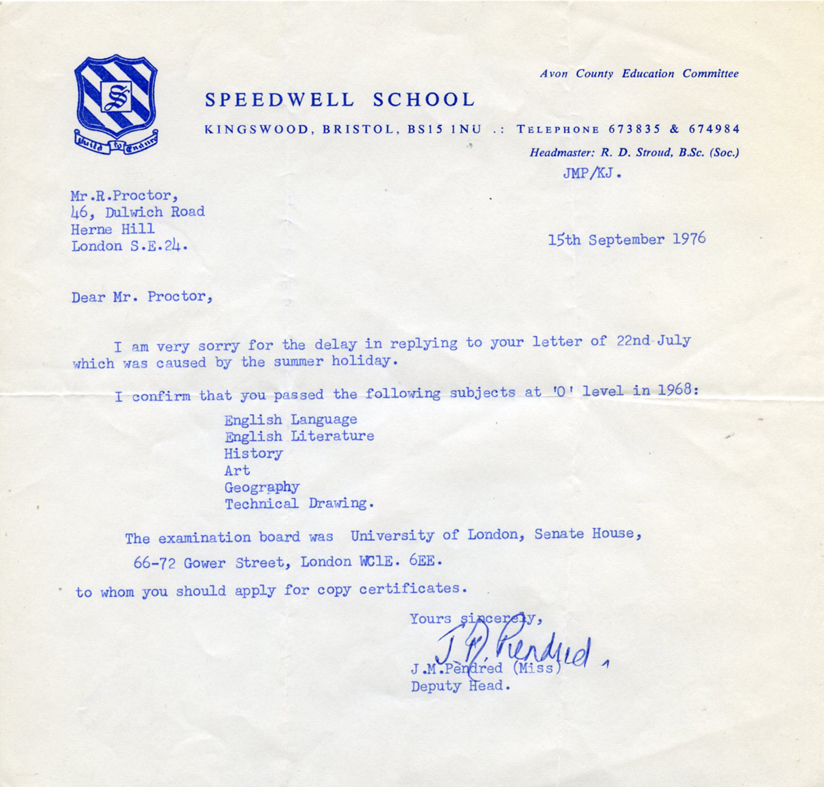 Avon County Education Committee
SPEEDWELL SCHOOL
KINGSWOOD, BRISTOL, BS15 1NU .: TELEPHONE 673835 & 674984
Headmaster: R. D. Stroud, B.Sc. (Soc.)
S
Build to Endure
JMP/KJ.
Mr.R.Proctor,
46, Dulwich Road
Herne Hill
London S.E.24.
15th September 1976
Dear Mr. Proctor,
I am very sorry for the delay in replying to your letter of 22nd July
which was caused by the summer holiday.
I confirm that you passed the following subjects at 'O' level in 1968:
English Language
English Literature
History
Art
Geography
Technical Drawing.
The examination board was University of London, Senate House,
66-72 Gower Street, London WC1E. 6EE.
to whom you should apply for copy certificates.
Yours sincerely,
J M. Pendred.
J.M.Pendred (Miss)
Deputy Head.